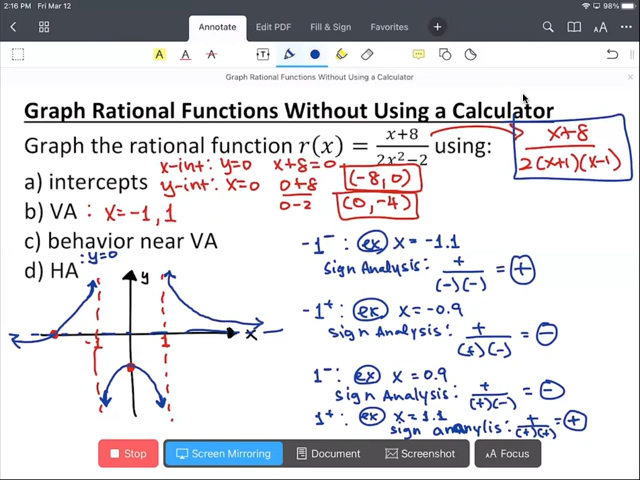 2:16 PM Fri Mar 12
98%
Annotate Edit PDF Fill & Sign Favorites +
Graph Rational Functions Without Using a Calculator
Graph Rational Functions Without Using a Calculator
Graph the rational function r(x) = x+8 / 2x²−2 using:
x+8 / 2(x+1)(x−1)
x-int: y=0 x+8=0 (-8,0)
a) intercepts
y-int: x=0 0+8 / 0-2 (0,-4)
b) VA : x=-1, 1
c) behavior near VA
d) HA : y=0
y
x
-1
1
-1⁻ : ex x = -1.1
Sign Analysis: + / (-)(-) = +
-1⁺ : ex x = -0.9
Sign Analysis: + / (+)(-) = −
1⁻ : ex x = 0.9
Sign Analysis: + / (+)(-) = −
1⁺ : ex x = 1.1
+ / (+)(+) = +
Stop Screen Mirroring Document Screenshot Focus